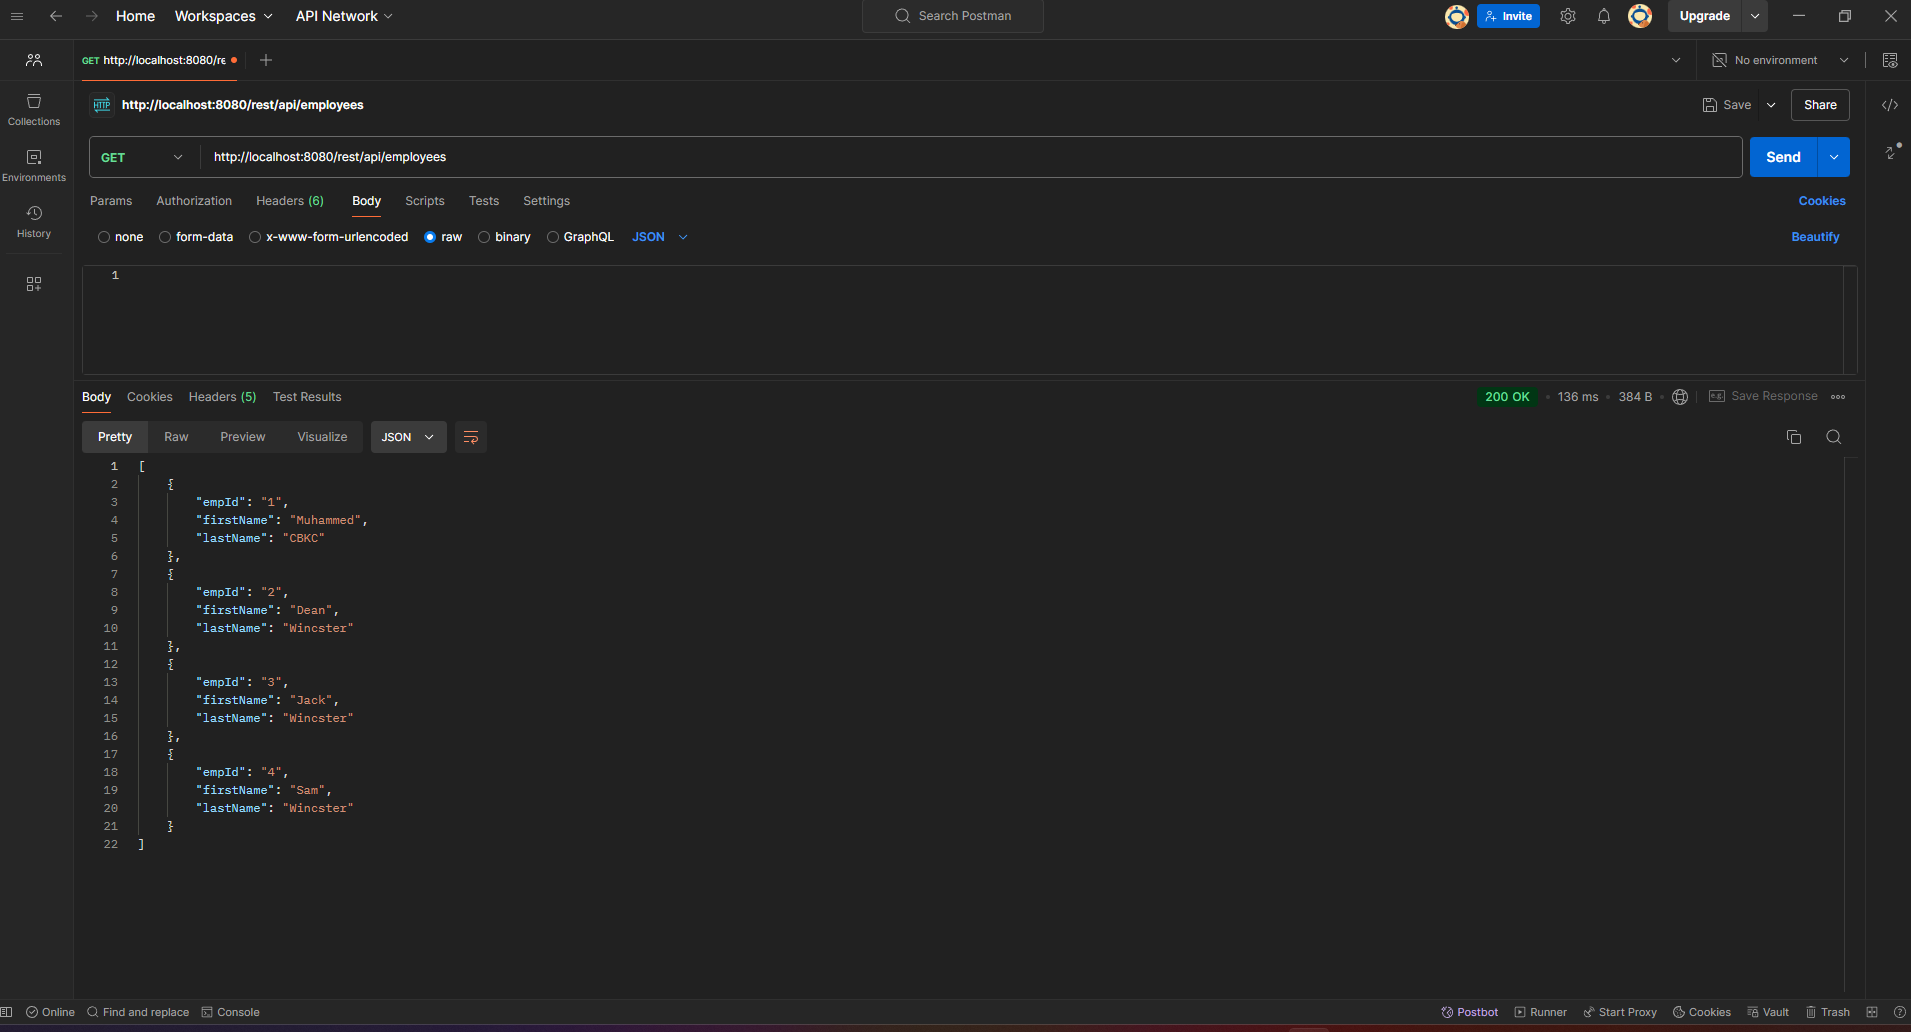 Home Workspaces API Network Search Postman Invite Upgrade
GET http://localhost:8080/re No environment
HTTP http://localhost:8080/rest/api/employees Save Share
Collections
GET http://localhost:8080/rest/api/employees Send
Environments
Params Authorization Headers (6) Body Scripts Tests Settings Cookies
History
none form-data x-www-form-urlencoded raw binary GraphQL JSON Beautify
1
Body Cookies Headers (5) Test Results 200 OK 136 ms 384 B e.g. Save Response
Pretty Raw Preview Visualize JSON
1 [
2 {
3 "empId": "1",
4 "firstName": "Muhammed",
5 "lastName": "CBKC"
6 },
7 {
8 "empId": "2",
9 "firstName": "Dean",
10 "lastName": "Wincster"
11 },
12 {
13 "empId": "3",
14 "firstName": "Jack",
15 "lastName": "Wincster"
16 },
17 {
18 "empId": "4",
19 "firstName": "Sam",
20 "lastName": "Wincster"
21 }
22 ]
Online Find and replace Console Postbot Runner Start Proxy Cookies Vault Trash